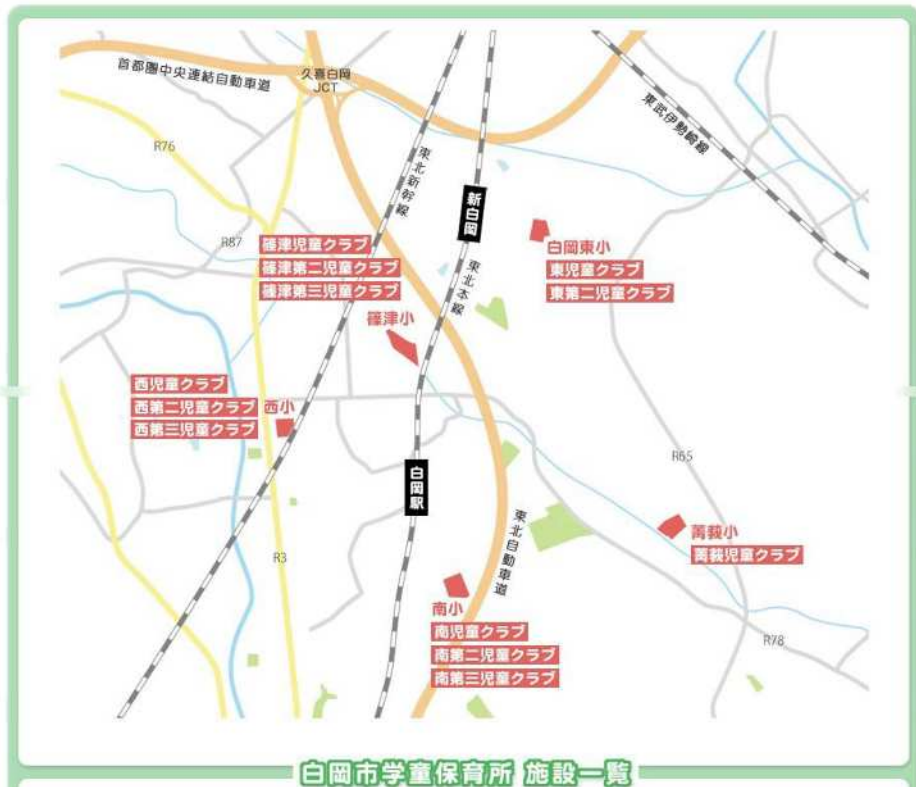 首都圏中央連結自動車道
久喜白岡
JCT
東武伊勢崎線
R76
東北新幹線
新白岡
R87
篠津児童クラブ
篠津第二児童クラブ
篠津第三児童クラブ
白岡東小
東児童クラブ
東第二児童クラブ
東北本線
篠津小
西児童クラブ
西第二児童クラブ
西小
西第三児童クラブ
白岡駅
R65
R3
東北自動車道
菁莪小
菁莪児童クラブ
南小
南児童クラブ
南第二児童クラブ
南第三児童クラブ
R78
白岡市学童保育所 施設一覧